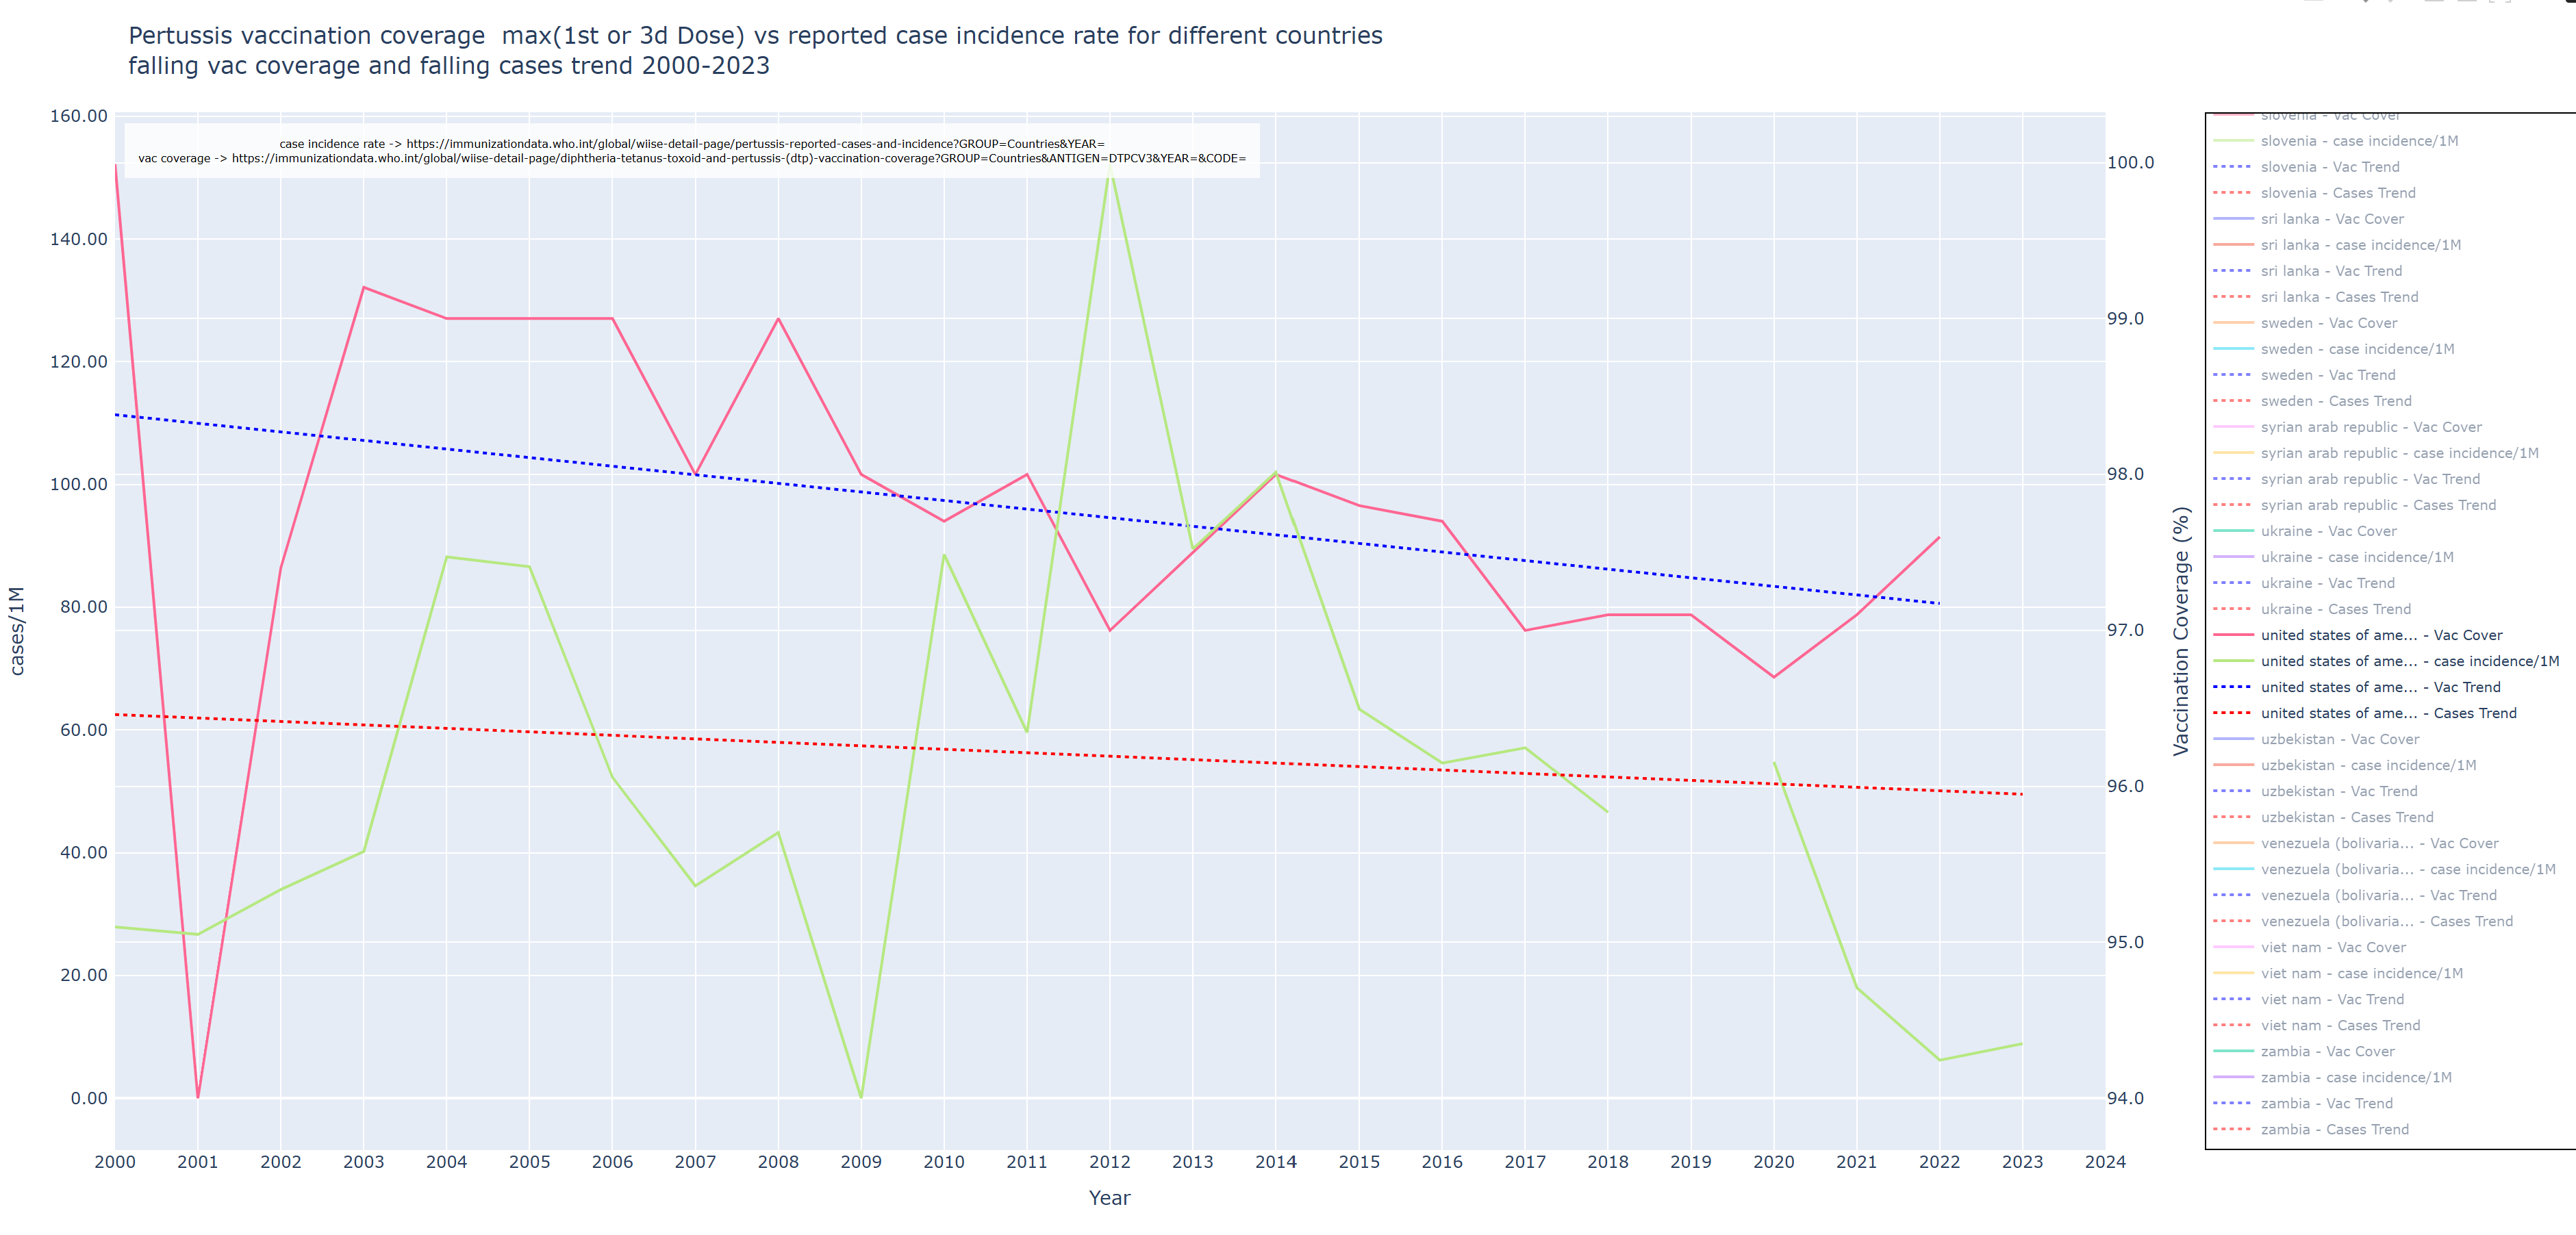 Pertussis vaccination coverage  max(1st or 3d Dose) vs reported case incidence rate for different countries
falling vac coverage and falling cases trend 2000-2023
case incidence rate -> https://immunizationdata.who.int/global/wiise-detail-page/pertussis-reported-cases-and-incidence?GROUP=Countries&YEAR=
vac coverage -> https://immunizationdata.who.int/global/wiise-detail-page/diphtheria-tetanus-toxoid-and-pertussis-(dtp)-vaccination-coverage?GROUP=Countries&ANTIGEN=DTPCV3&YEAR=&CODE=
160.00
140.00
120.00
100.00
80.00
60.00
40.00
20.00
0.00
cases/1M
2000 2001 2002 2003 2004 2005 2006 2007 2008 2009 2010 2011 2012 2013 2014 2015 2016 2017 2018 2019 2020 2021 2022 2023 2024
Year
100.0
99.0
98.0
97.0
96.0
95.0
94.0
Vaccination Coverage (%)
slovenia - Vac Cover
slovenia - case incidence/1M
slovenia - Vac Trend
slovenia - Cases Trend
sri lanka - Vac Cover
sri lanka - case incidence/1M
sri lanka - Vac Trend
sri lanka - Cases Trend
sweden - Vac Cover
sweden - case incidence/1M
sweden - Vac Trend
sweden - Cases Trend
syrian arab republic - Vac Cover
syrian arab republic - case incidence/1M
syrian arab republic - Vac Trend
syrian arab republic - Cases Trend
ukraine - Vac Cover
ukraine - case incidence/1M
ukraine - Vac Trend
ukraine - Cases Trend
united states of ame... - Vac Cover
united states of ame... - case incidence/1M
united states of ame... - Vac Trend
united states of ame... - Cases Trend
uzbekistan - Vac Cover
uzbekistan - case incidence/1M
uzbekistan - Vac Trend
uzbekistan - Cases Trend
venezuela (bolivaria... - Vac Cover
venezuela (bolivaria... - case incidence/1M
venezuela (bolivaria... - Vac Trend
venezuela (bolivaria... - Cases Trend
viet nam - Vac Cover
viet nam - case incidence/1M
viet nam - Vac Trend
viet nam - Cases Trend
zambia - Vac Cover
zambia - case incidence/1M
zambia - Vac Trend
zambia - Cases Trend